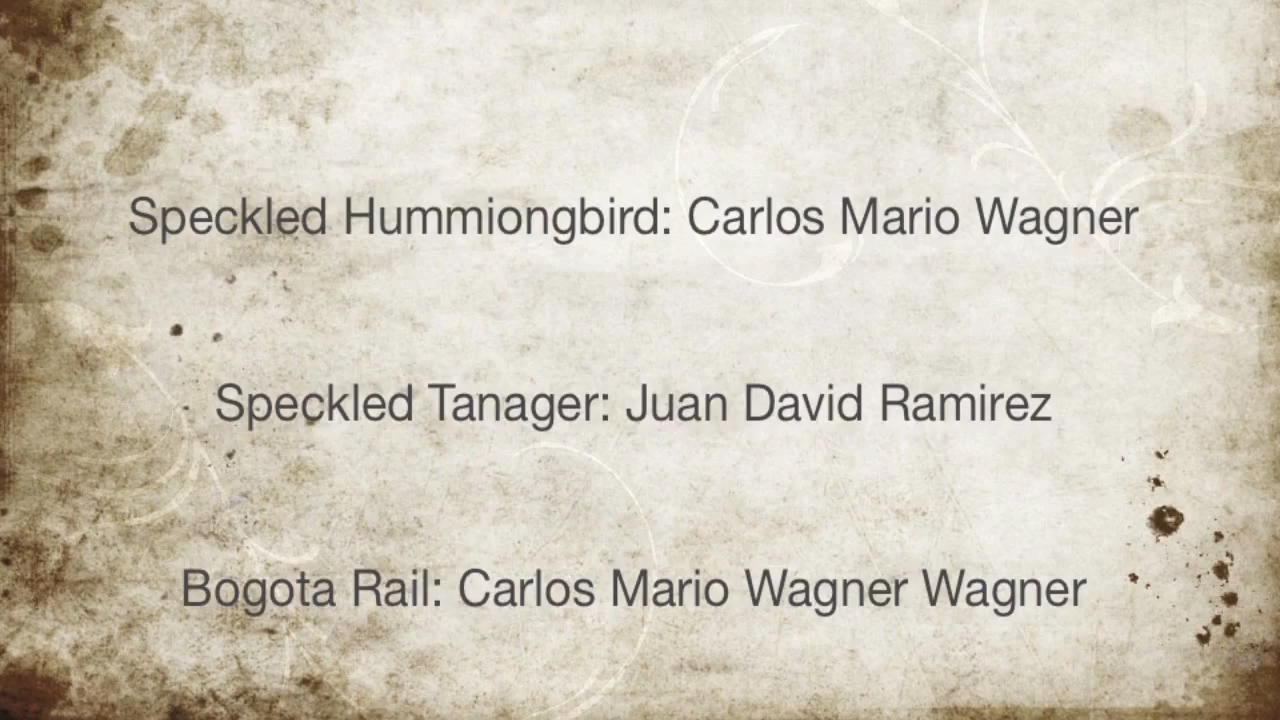 Speckled Hummiongbird: Carlos Mario Wagner
Speckled Tanager: Juan David Ramirez
Bogota Rail: Carlos Mario Wagner Wagner